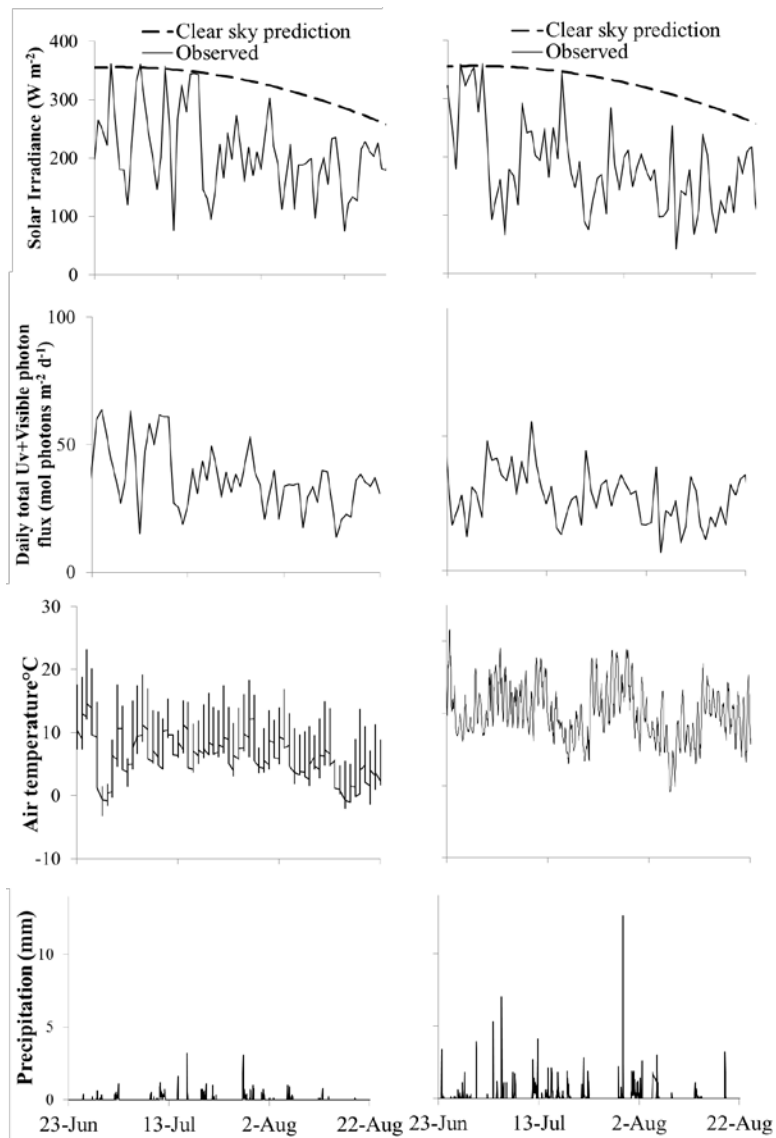 Clear sky prediction
Observed
Clear sky prediction
Observed
Solar Irradiance (W m-2)
400
300
200
100
0
Daily total Uv+Visible photon
flux (mol photons m-2 d-1)
100
50
0
Air temperature°C
30
20
10
0
-10
Precipitation (mm)
10
5
0
23-Jun 13-Jul 2-Aug 22-Aug
23-Jun 13-Jul 2-Aug 22-Aug